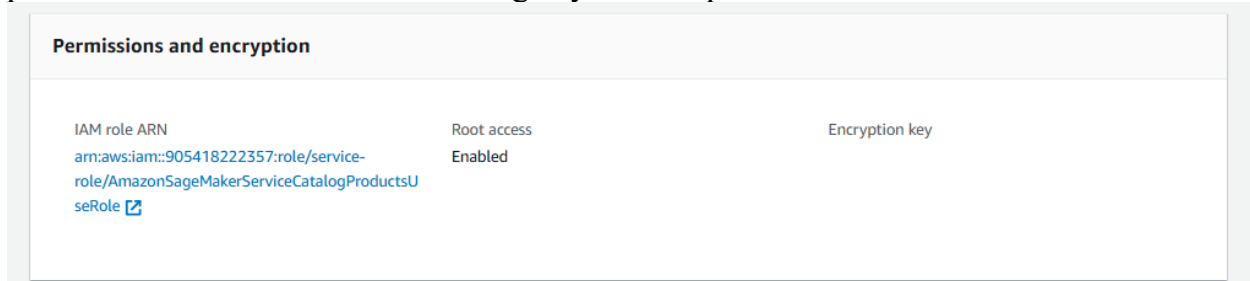 Permissions and encryption
IAM role ARN
arn:aws:iam::905418222357:role/service-
role/AmazonSageMakerServiceCatalogProductsU
seRole
Root access
Enabled
Encryption key